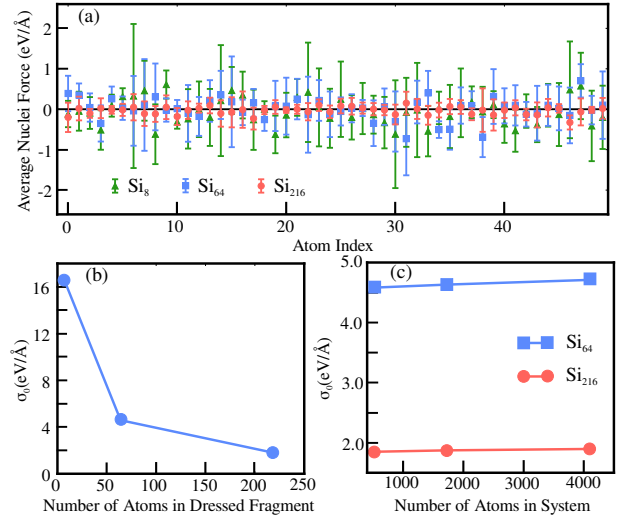 (a)
Average Nuclei Force (eV/Å)
2
1
0
-1
-2
Si₈
Si₆₄
Si₂₁₆
0
10
20
30
40
Atom Index
(b)
σ₀(eV/Å)
16
12
8
4
0
0
50
100
150
200
250
Number of Atoms in Dressed Fragment
(c)
σ₀(eV/Å)
5.0
4.0
3.0
2.0
Si₆₄
Si₂₁₆
1000
2000
3000
4000
Number of Atoms in System